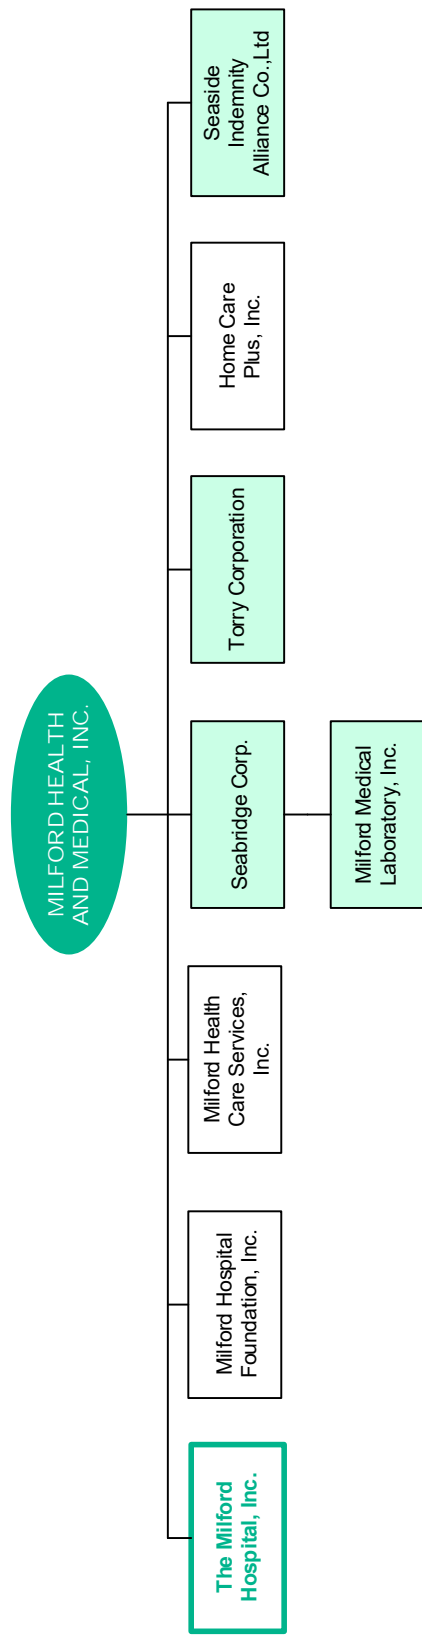 MILFORD HEALTH
AND MEDICAL, INC.
The Milford
Hospital, Inc.
Milford Hospital
Foundation, Inc.
Milford Health
Care Services,
Inc.
Seabridge Corp.
Torry Corporation
Home Care
Plus, Inc.
Seaside
Indemnity
Alliance Co.,Ltd
Milford Medical
Laboratory, Inc.